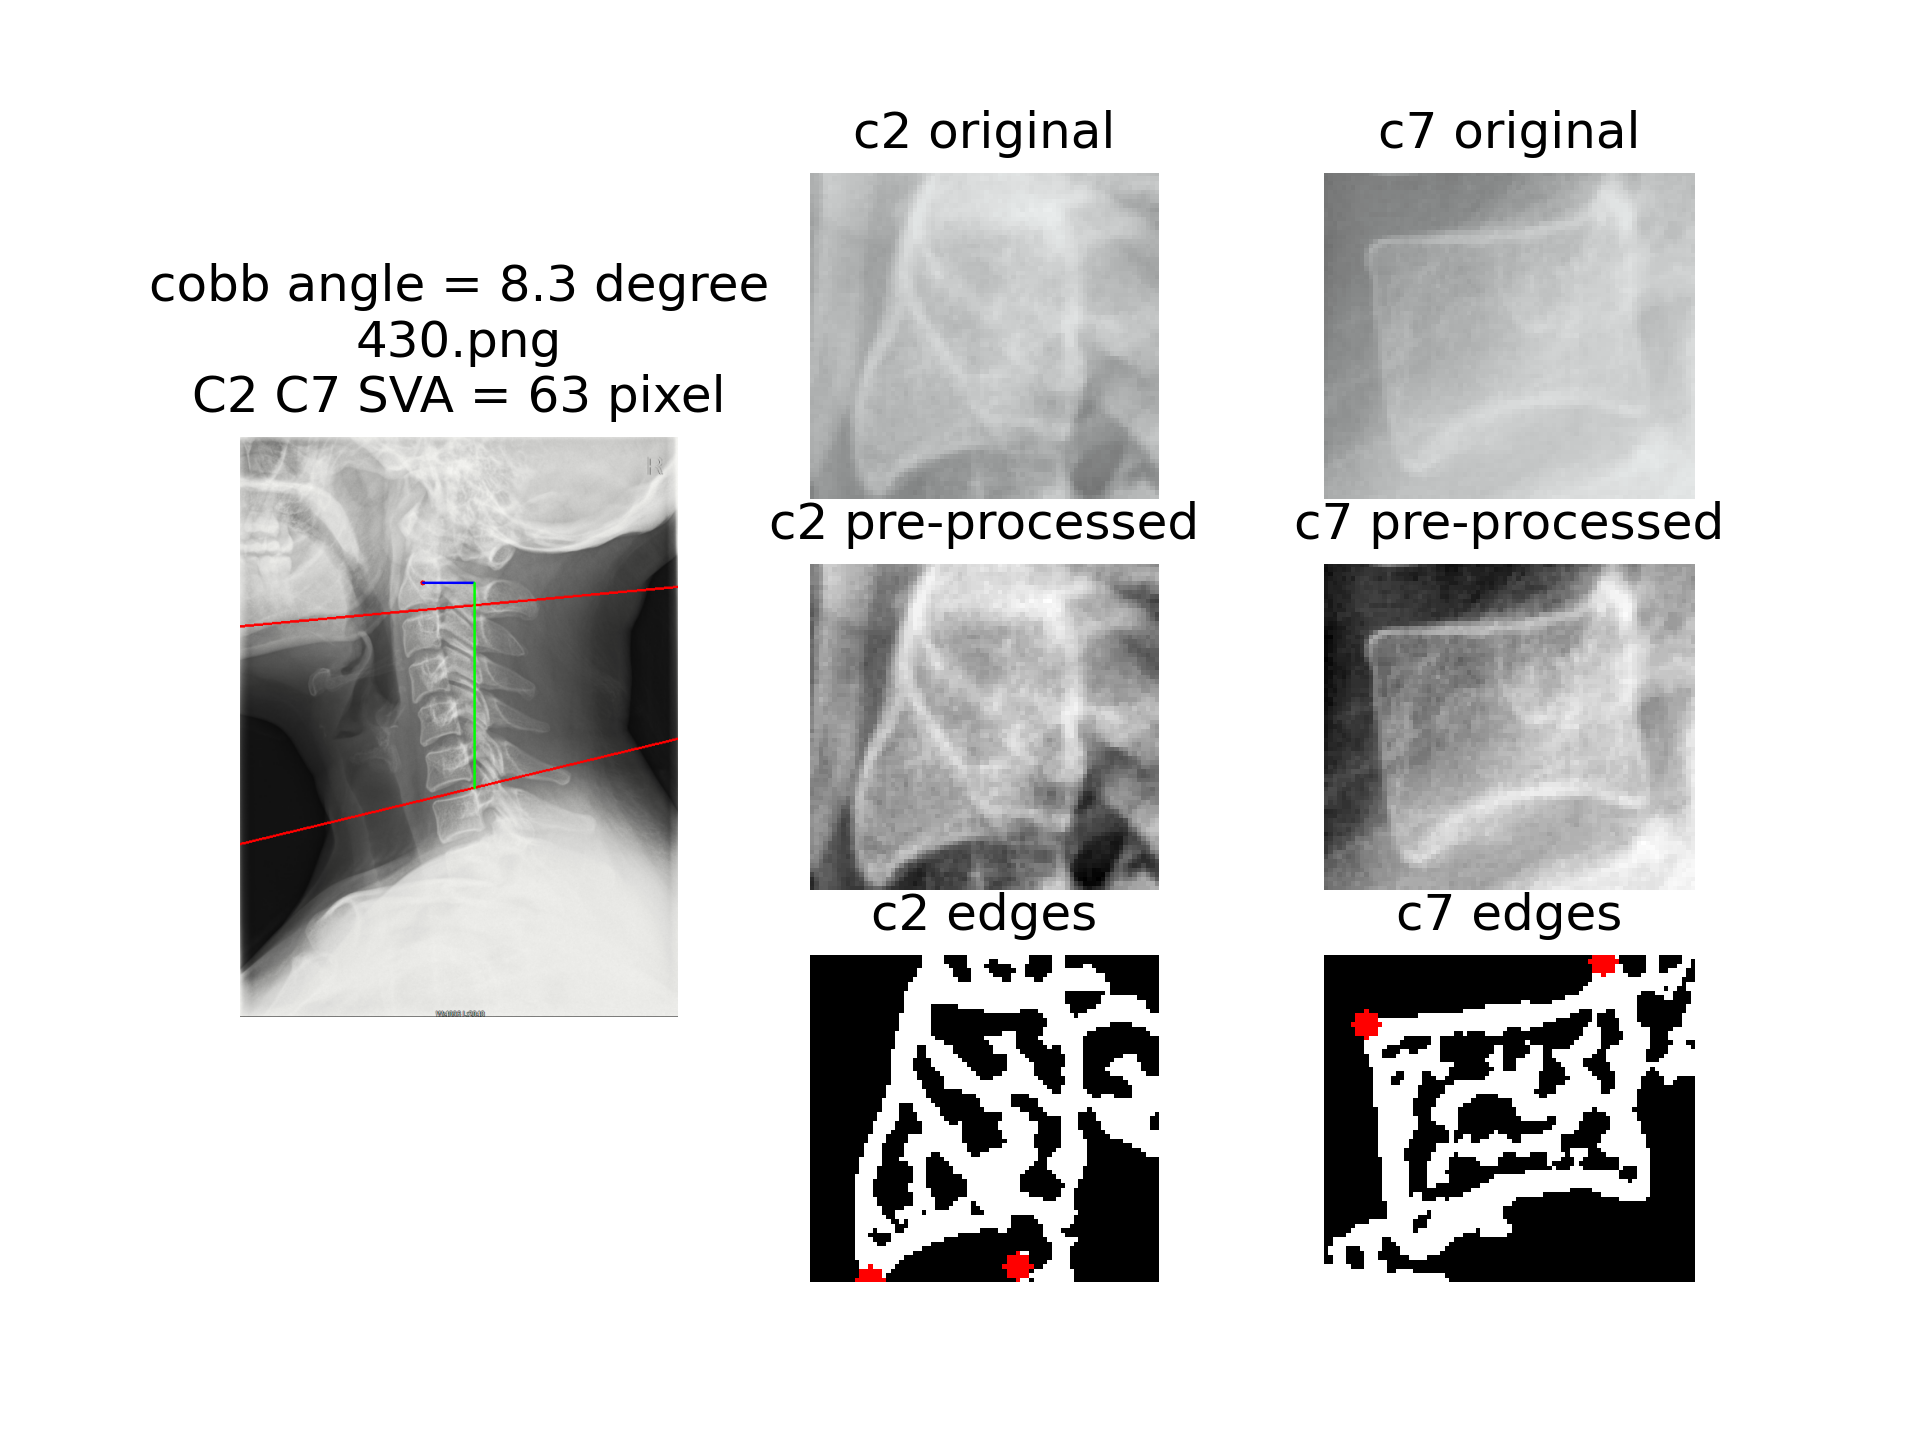 c2 original
c7 original
cobb angle = 8.3 degree
430.png
C2 C7 SVA = 63 pixel
R
c2 pre-processed
c7 pre-processed
c2 edges
c7 edges